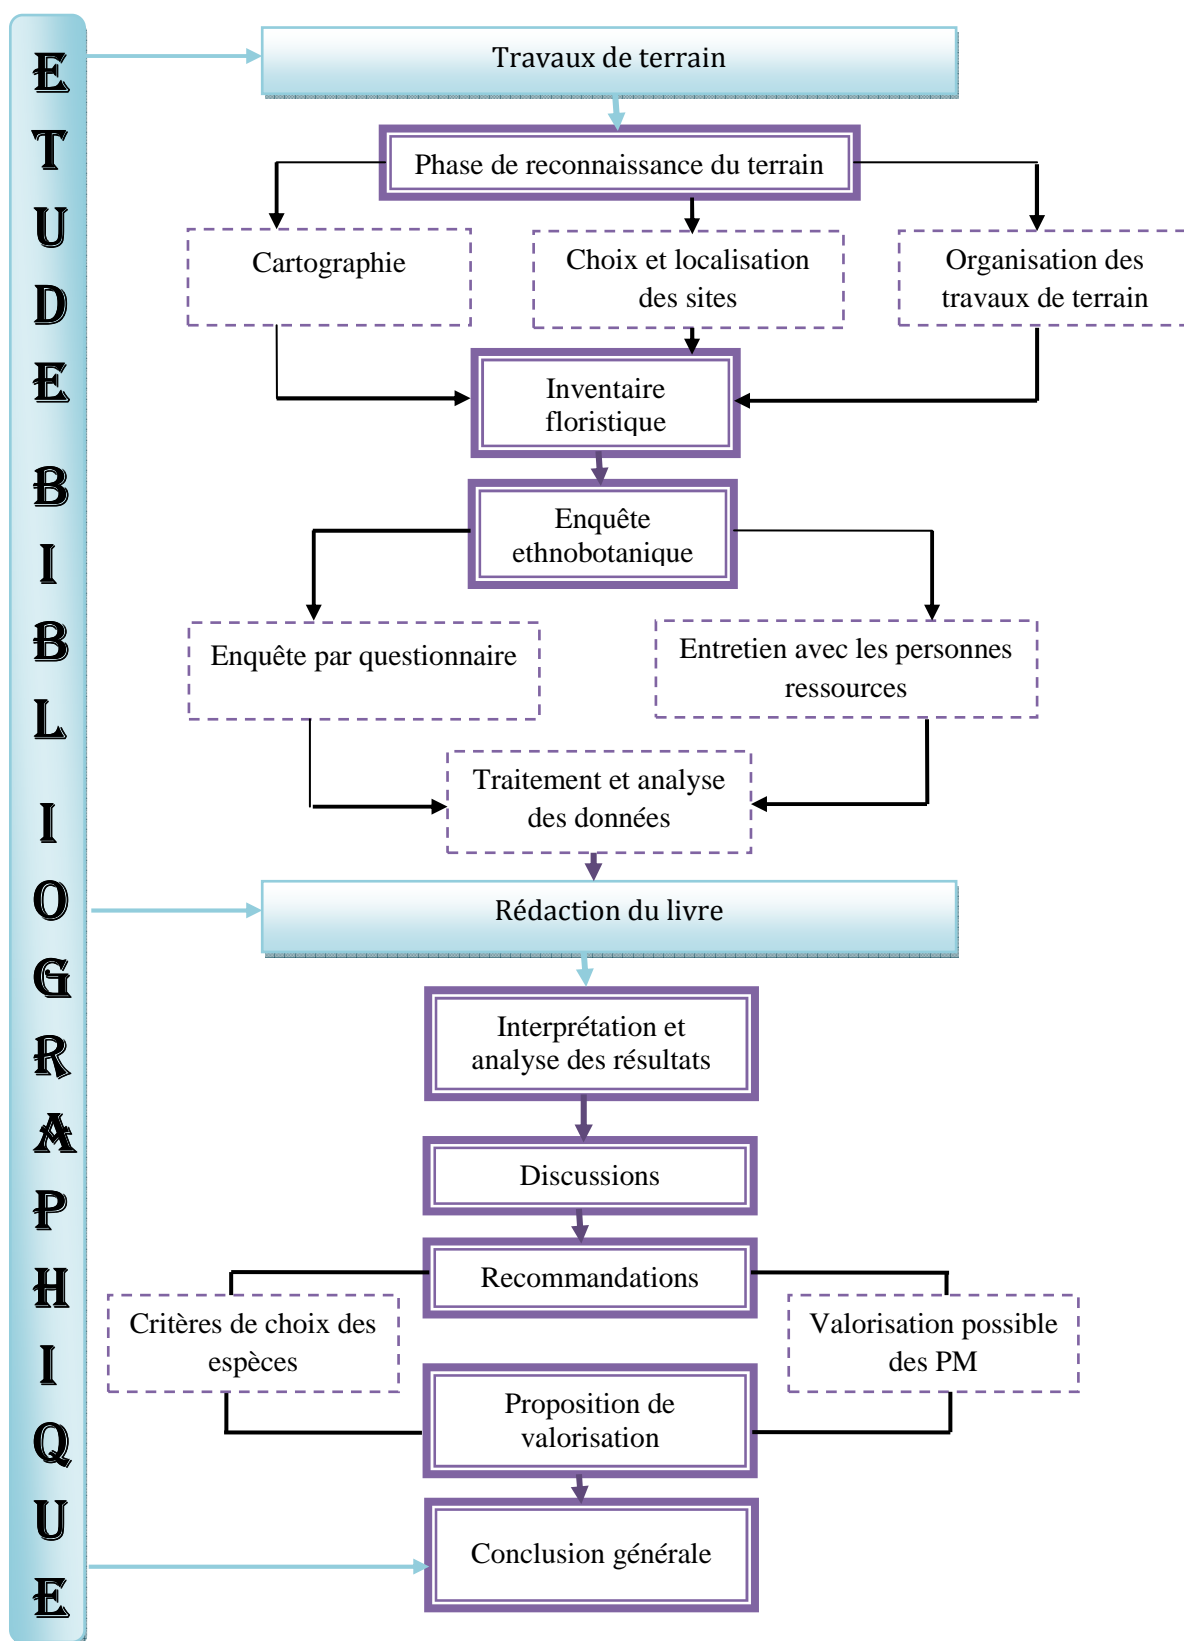 ETUDE BIBLIOGRAPHIQUE
Travaux de terrain
Phase de reconnaissance du terrain
Cartographie
Choix et localisation
des sites
Organisation des
travaux de terrain
Inventaire
floristique
Enquête
ethnobotanique
Enquête par questionnaire
Entretien avec les personnes
ressources
Traitement et analyse
des données
Rédaction du livre
Interprétation et
analyse des résultats
Discussions
Recommandations
Critères de choix des
espèces
Valorisation possible
des PM
Proposition de
valorisation
Conclusion générale